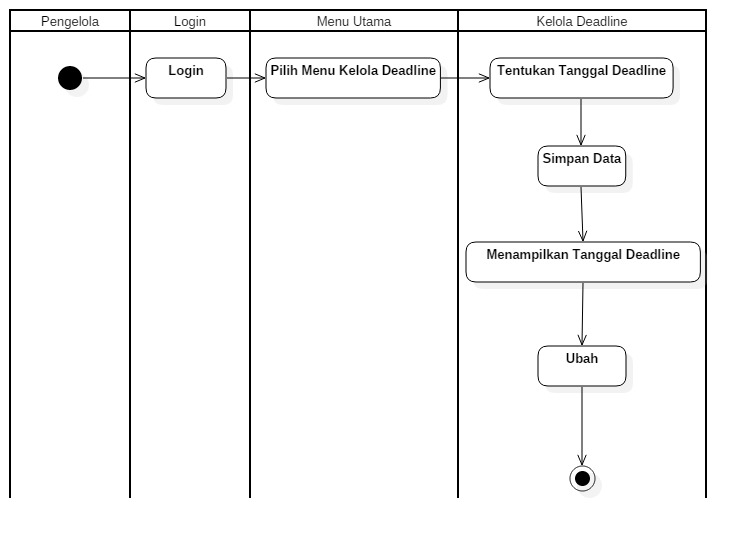 Pengelola
Login
Menu Utama
Kelola Deadline
Login
Pilih Menu Kelola Deadline
Tentukan Tanggal Deadline
Simpan Data
Menampilkan Tanggal Deadline
Ubah